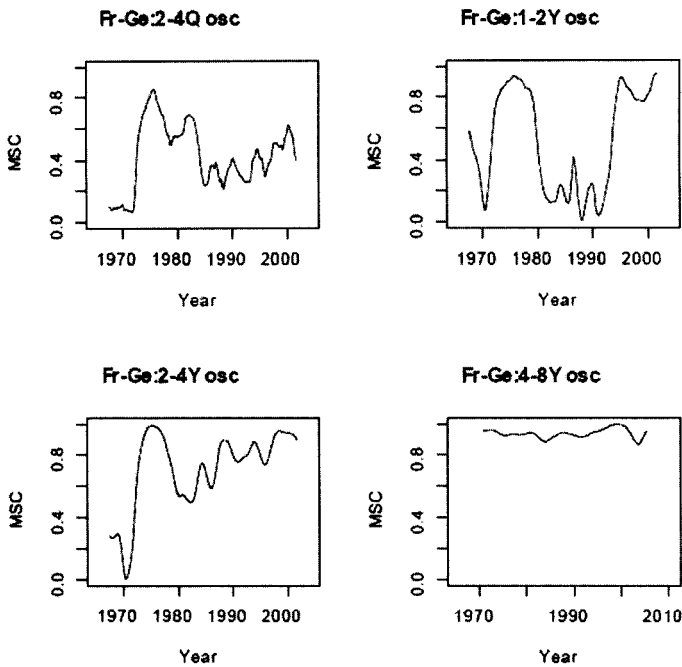 Fr-Ge:2-4Q osc
MSC
0.0 0.4 0.8
1970 1980 1990 2000
Year
Fr-Ge:1-2Y osc
MSC
0.0 0.4 0.8
1970 1980 1990 2000
Year
Fr-Ge:2-4Y osc
MSC
0.0 0.4 0.8
1970 1980 1990 2000
Year
Fr-Ge:4-8Y osc
MSC
0.0 0.4 0.8
1970 1990 2010
Year